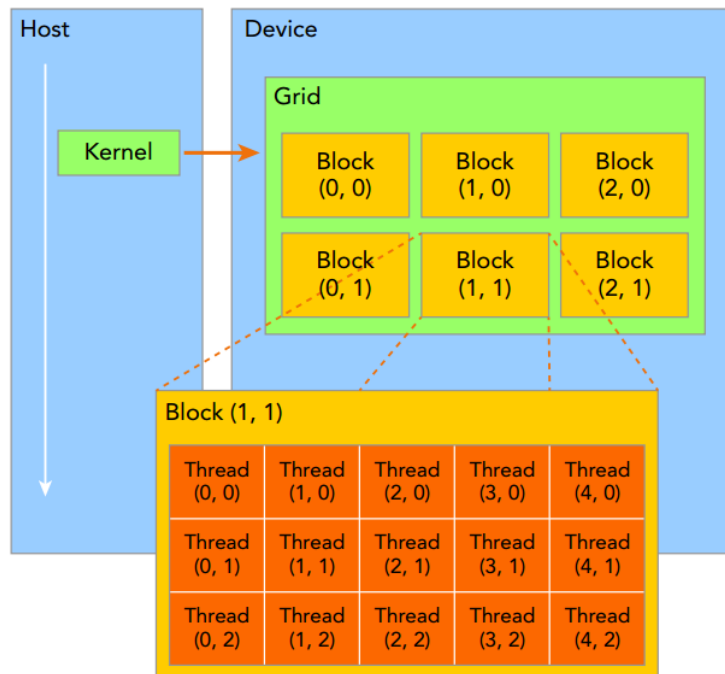 Host
Device
Grid
Kernel
Block
(0, 0)
Block
(1, 0)
Block
(2, 0)
Block
(0, 1)
Block
(1, 1)
Block
(2, 1)
Block (1, 1)
Thread
(0, 0)
Thread
(1, 0)
Thread
(2, 0)
Thread
(3, 0)
Thread
(4, 0)
Thread
(0, 1)
Thread
(1, 1)
Thread
(2, 1)
Thread
(3, 1)
Thread
(4, 1)
Thread
(0, 2)
Thread
(1, 2)
Thread
(2, 2)
Thread
(3, 2)
Thread
(4, 2)